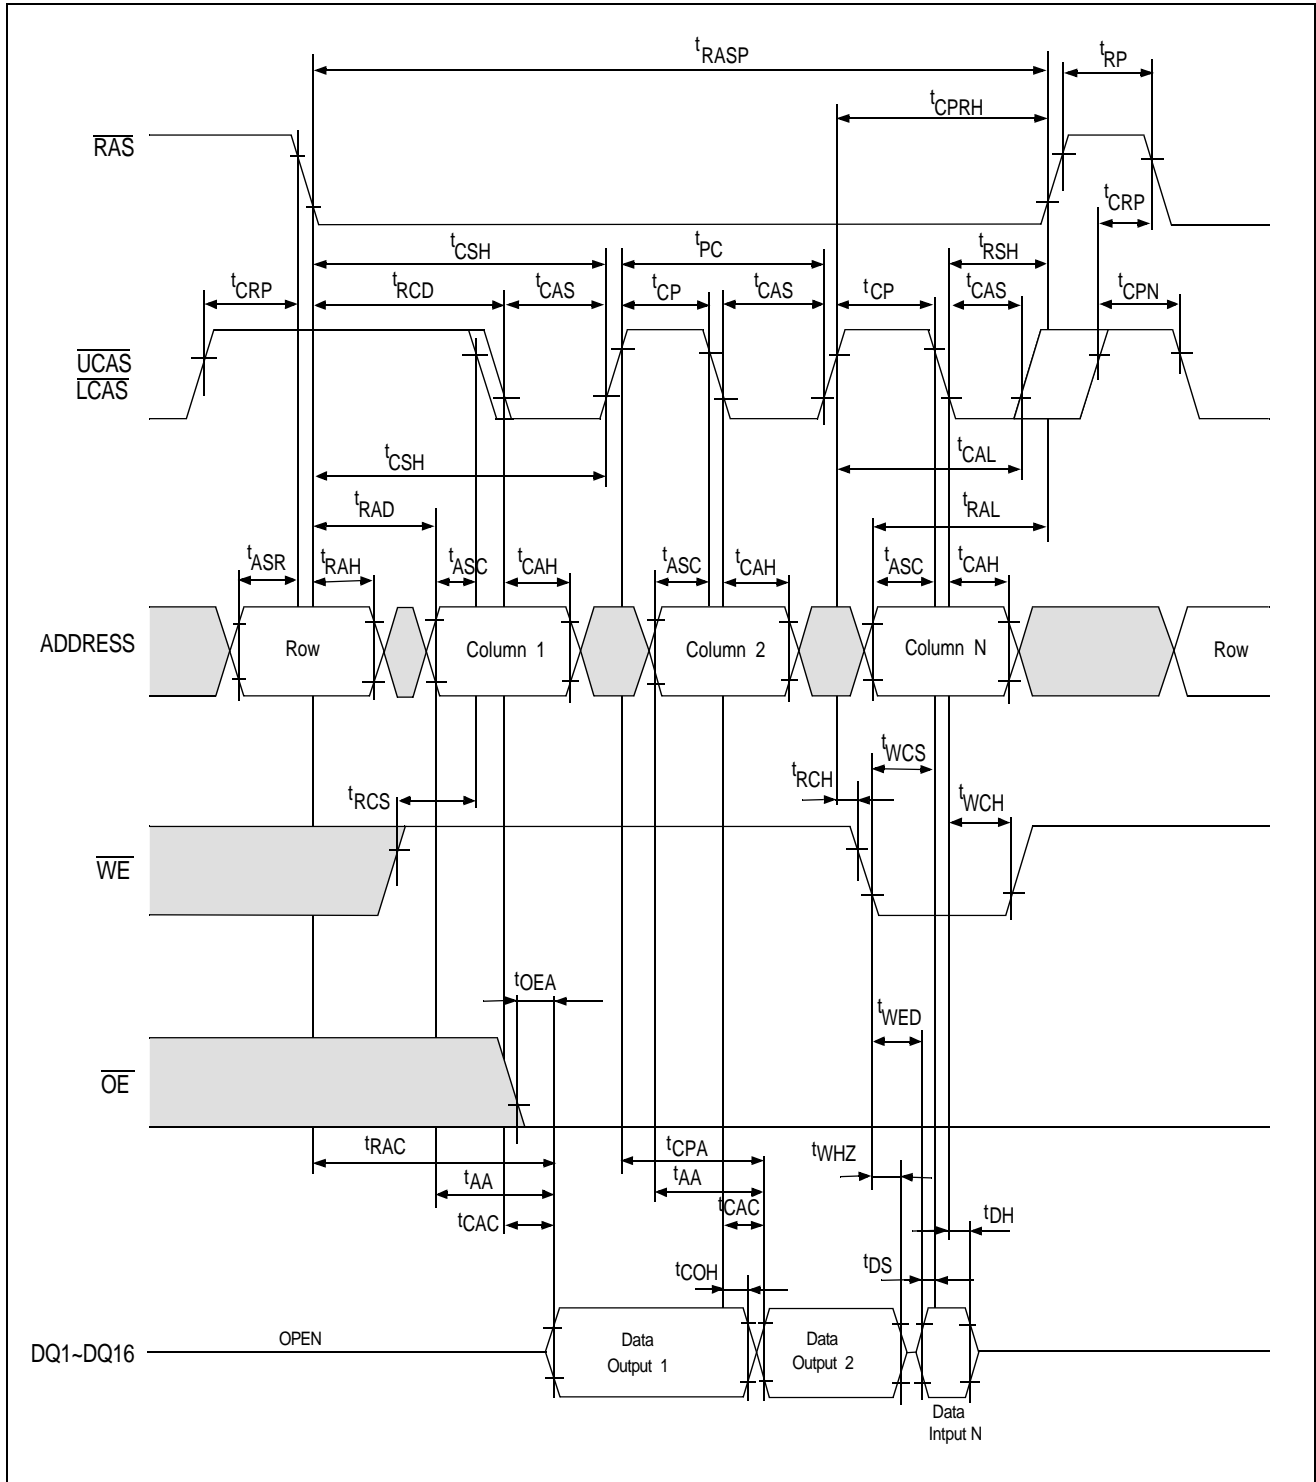 tRASP
tRP
tCPRH
RAS
tCRP
tCSH
tPC
tRSH
tCRP
tRCD
tCAS
tCP
tCAS
tCP
tCAS
tCPN
UCAS
LCAS
tCSH
tCAL
tRAD
tRAL
tASR
tRAH
tASC
tCAH
tASC
tCAH
tASC
tCAH
ADDRESS
Row
Column 1
Column 2
Column N
Row
tWCS
tRCH
tRCS
tWCH
WE
tOEA
tWED
OE
tRAC
tCPA
tWHZ
tAA
tAA
tCAC
tCAC
tDH
tCOH
tDS
DQ1~DQ16
OPEN
Data
Output 1
Data
Output 2
Data
Intput N